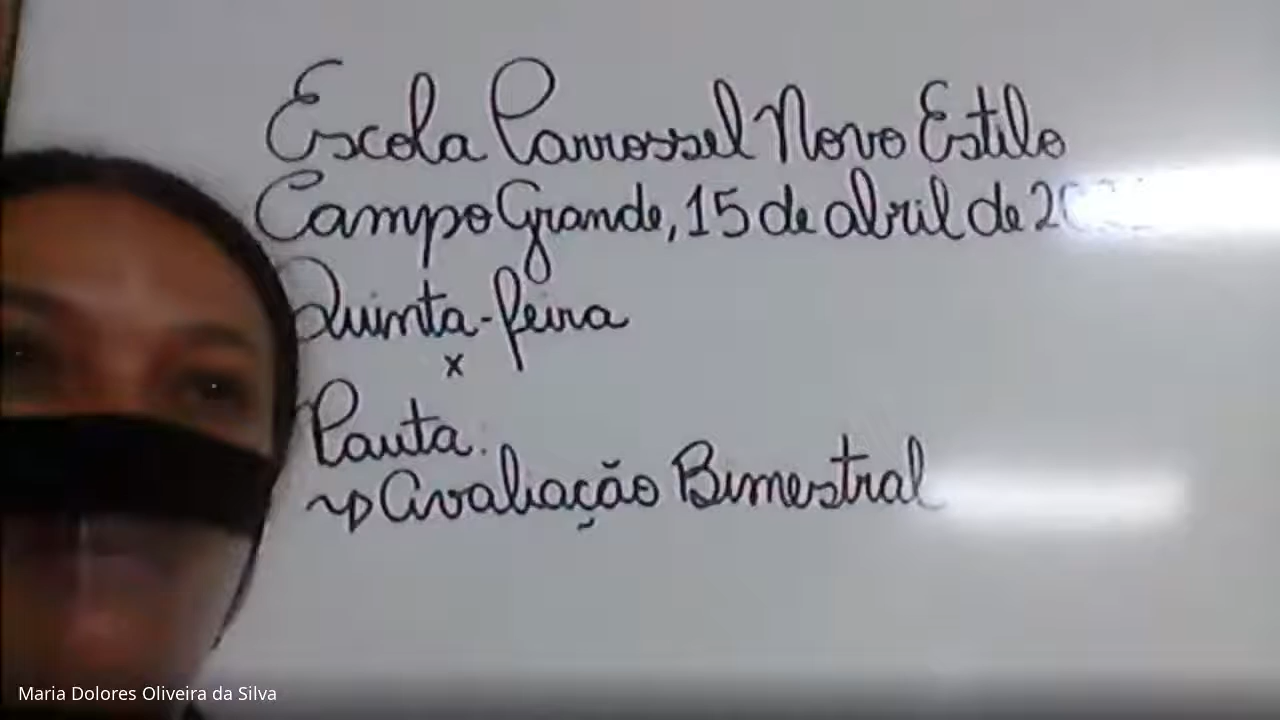 Escola Carrossel Novo Estilo
Campo Grande, 15 de abril de
Quinta-feira
x
Pauta:
Avaliação Bimestral
Maria Dolores Oliveira da Silva